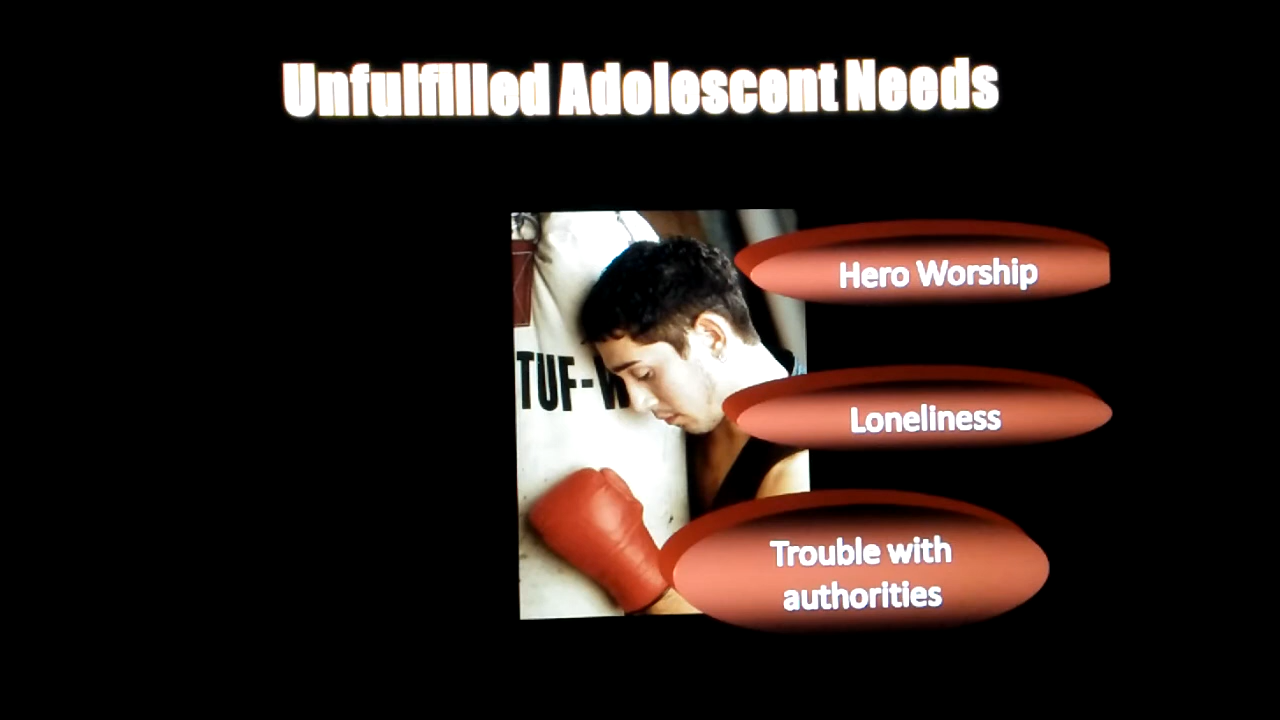 Unfulfilled Adolescent Needs
Hero Worship
TUF-W
Loneliness
Trouble with
authorities